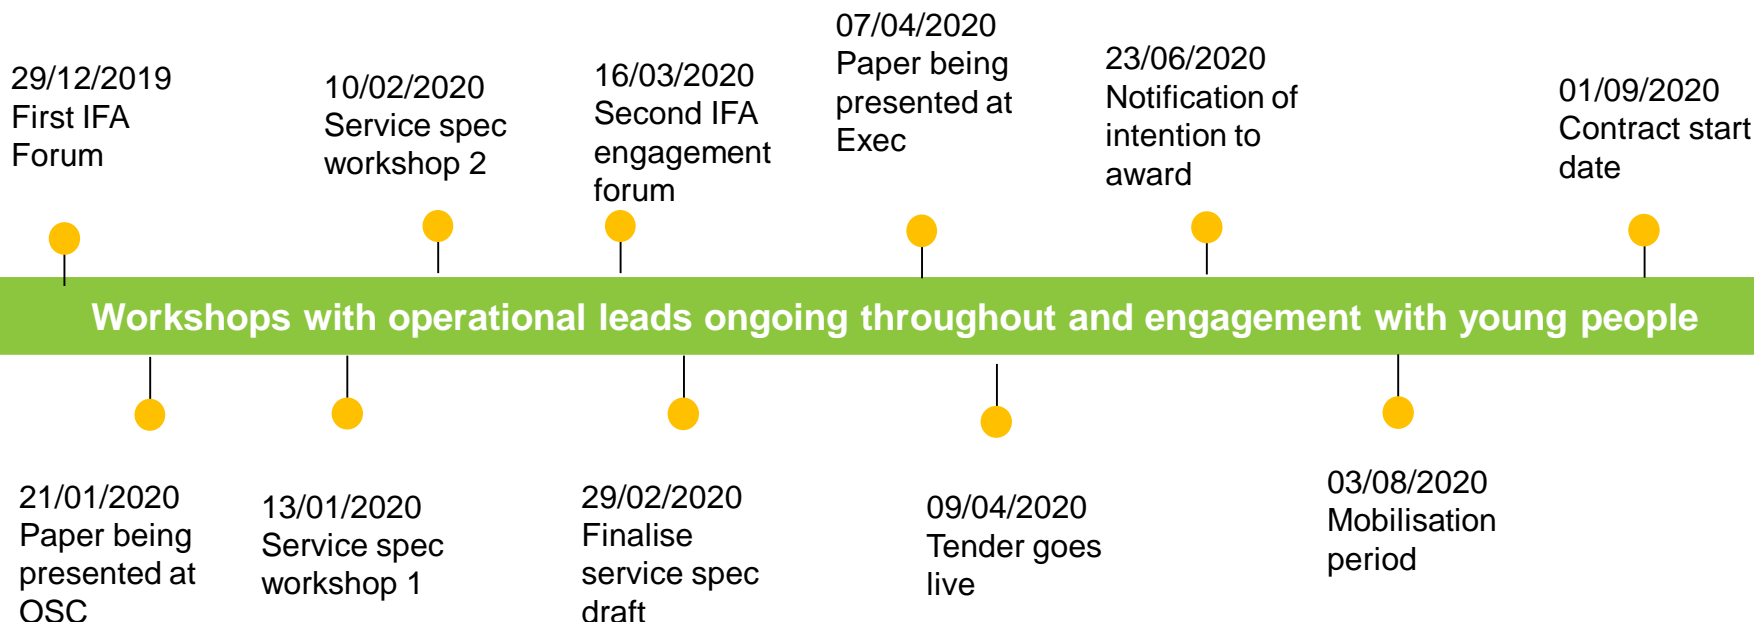 29/12/2019
First IFA
Forum
10/02/2020
Service spec
workshop 2
16/03/2020
Second IFA
engagement
forum
07/04/2020
Paper being
presented at
Exec
23/06/2020
Notification of
intention to
award
01/09/2020
Contract start
date
Workshops with operational leads ongoing throughout and engagement with young people
21/01/2020
Paper being
presented at
OSC
13/01/2020
Service spec
workshop 1
29/02/2020
Finalise
service spec
draft
09/04/2020
Tender goes
live
03/08/2020
Mobilisation
period